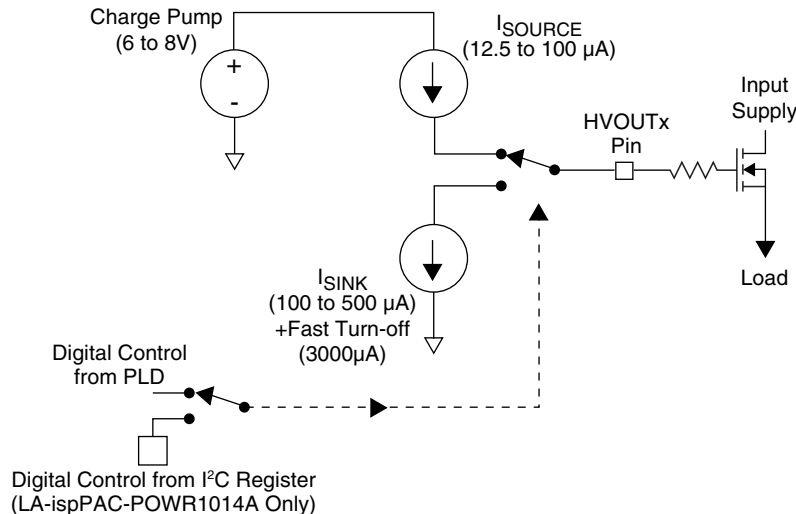 Charge Pump
(6 to 8V)
+
-
ISOURCE
(12.5 to 100 µA)
Input
Supply
HVOUTx
Pin
Load
ISINK
(100 to 500 µA)
+Fast Turn-off
(3000µA)
Digital Control
from PLD
Digital Control from I²C Register
(LA-ispPAC-POWR1014A Only)